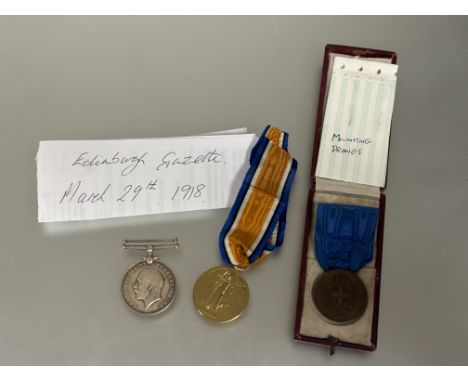 Edinburgh Gazette.
March 29th. 1918.
MOUNTING
PRONGS